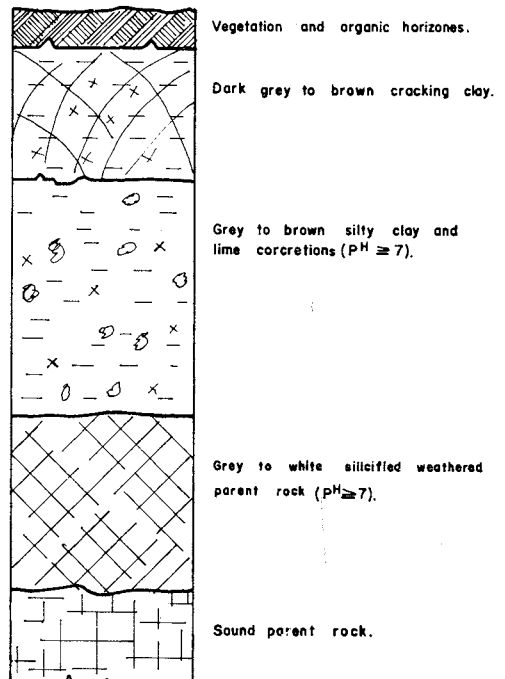 Vegetation and organic horizones.
Dark grey to brown cracking clay.
Grey to brown silty clay and
lime corcretions (P^H ≧ 7).
Grey to white silicified weathered
parent rock (P^H ≧ 7).
Sound parent rock.